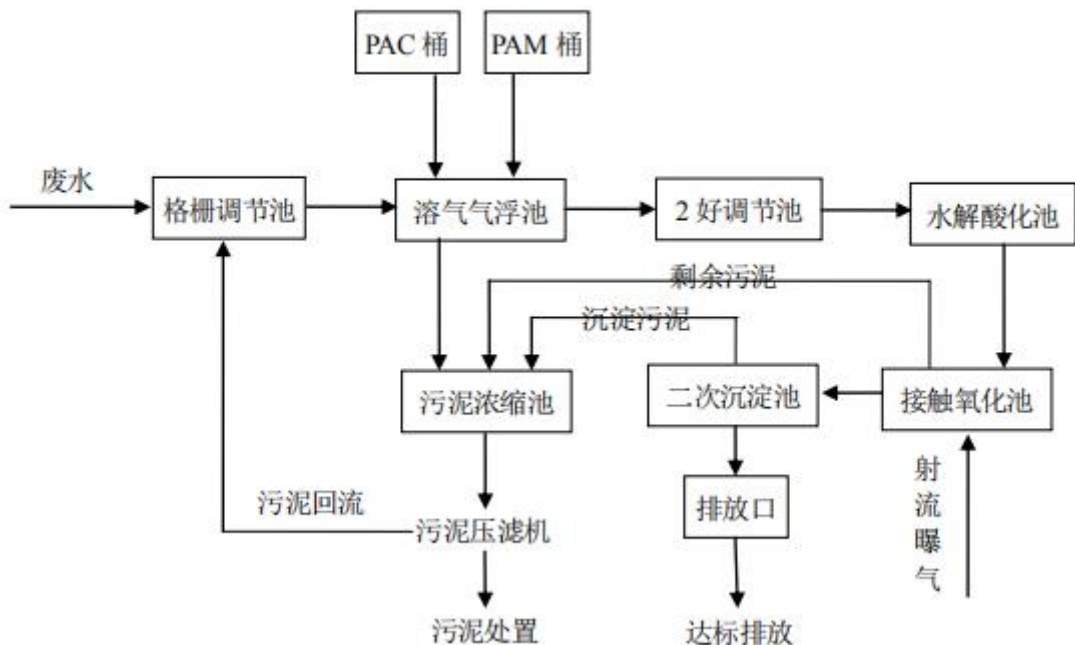 PAC 桶
PAM 桶
废水
格栅调节池
溶气气浮池
2好调节池
水解酸化池
剩余污泥
沉淀污泥
污泥浓缩池
二次沉淀池
接触氧化池
污泥回流
污泥压滤机
排放口
射流曝气
污泥处置
达标排放